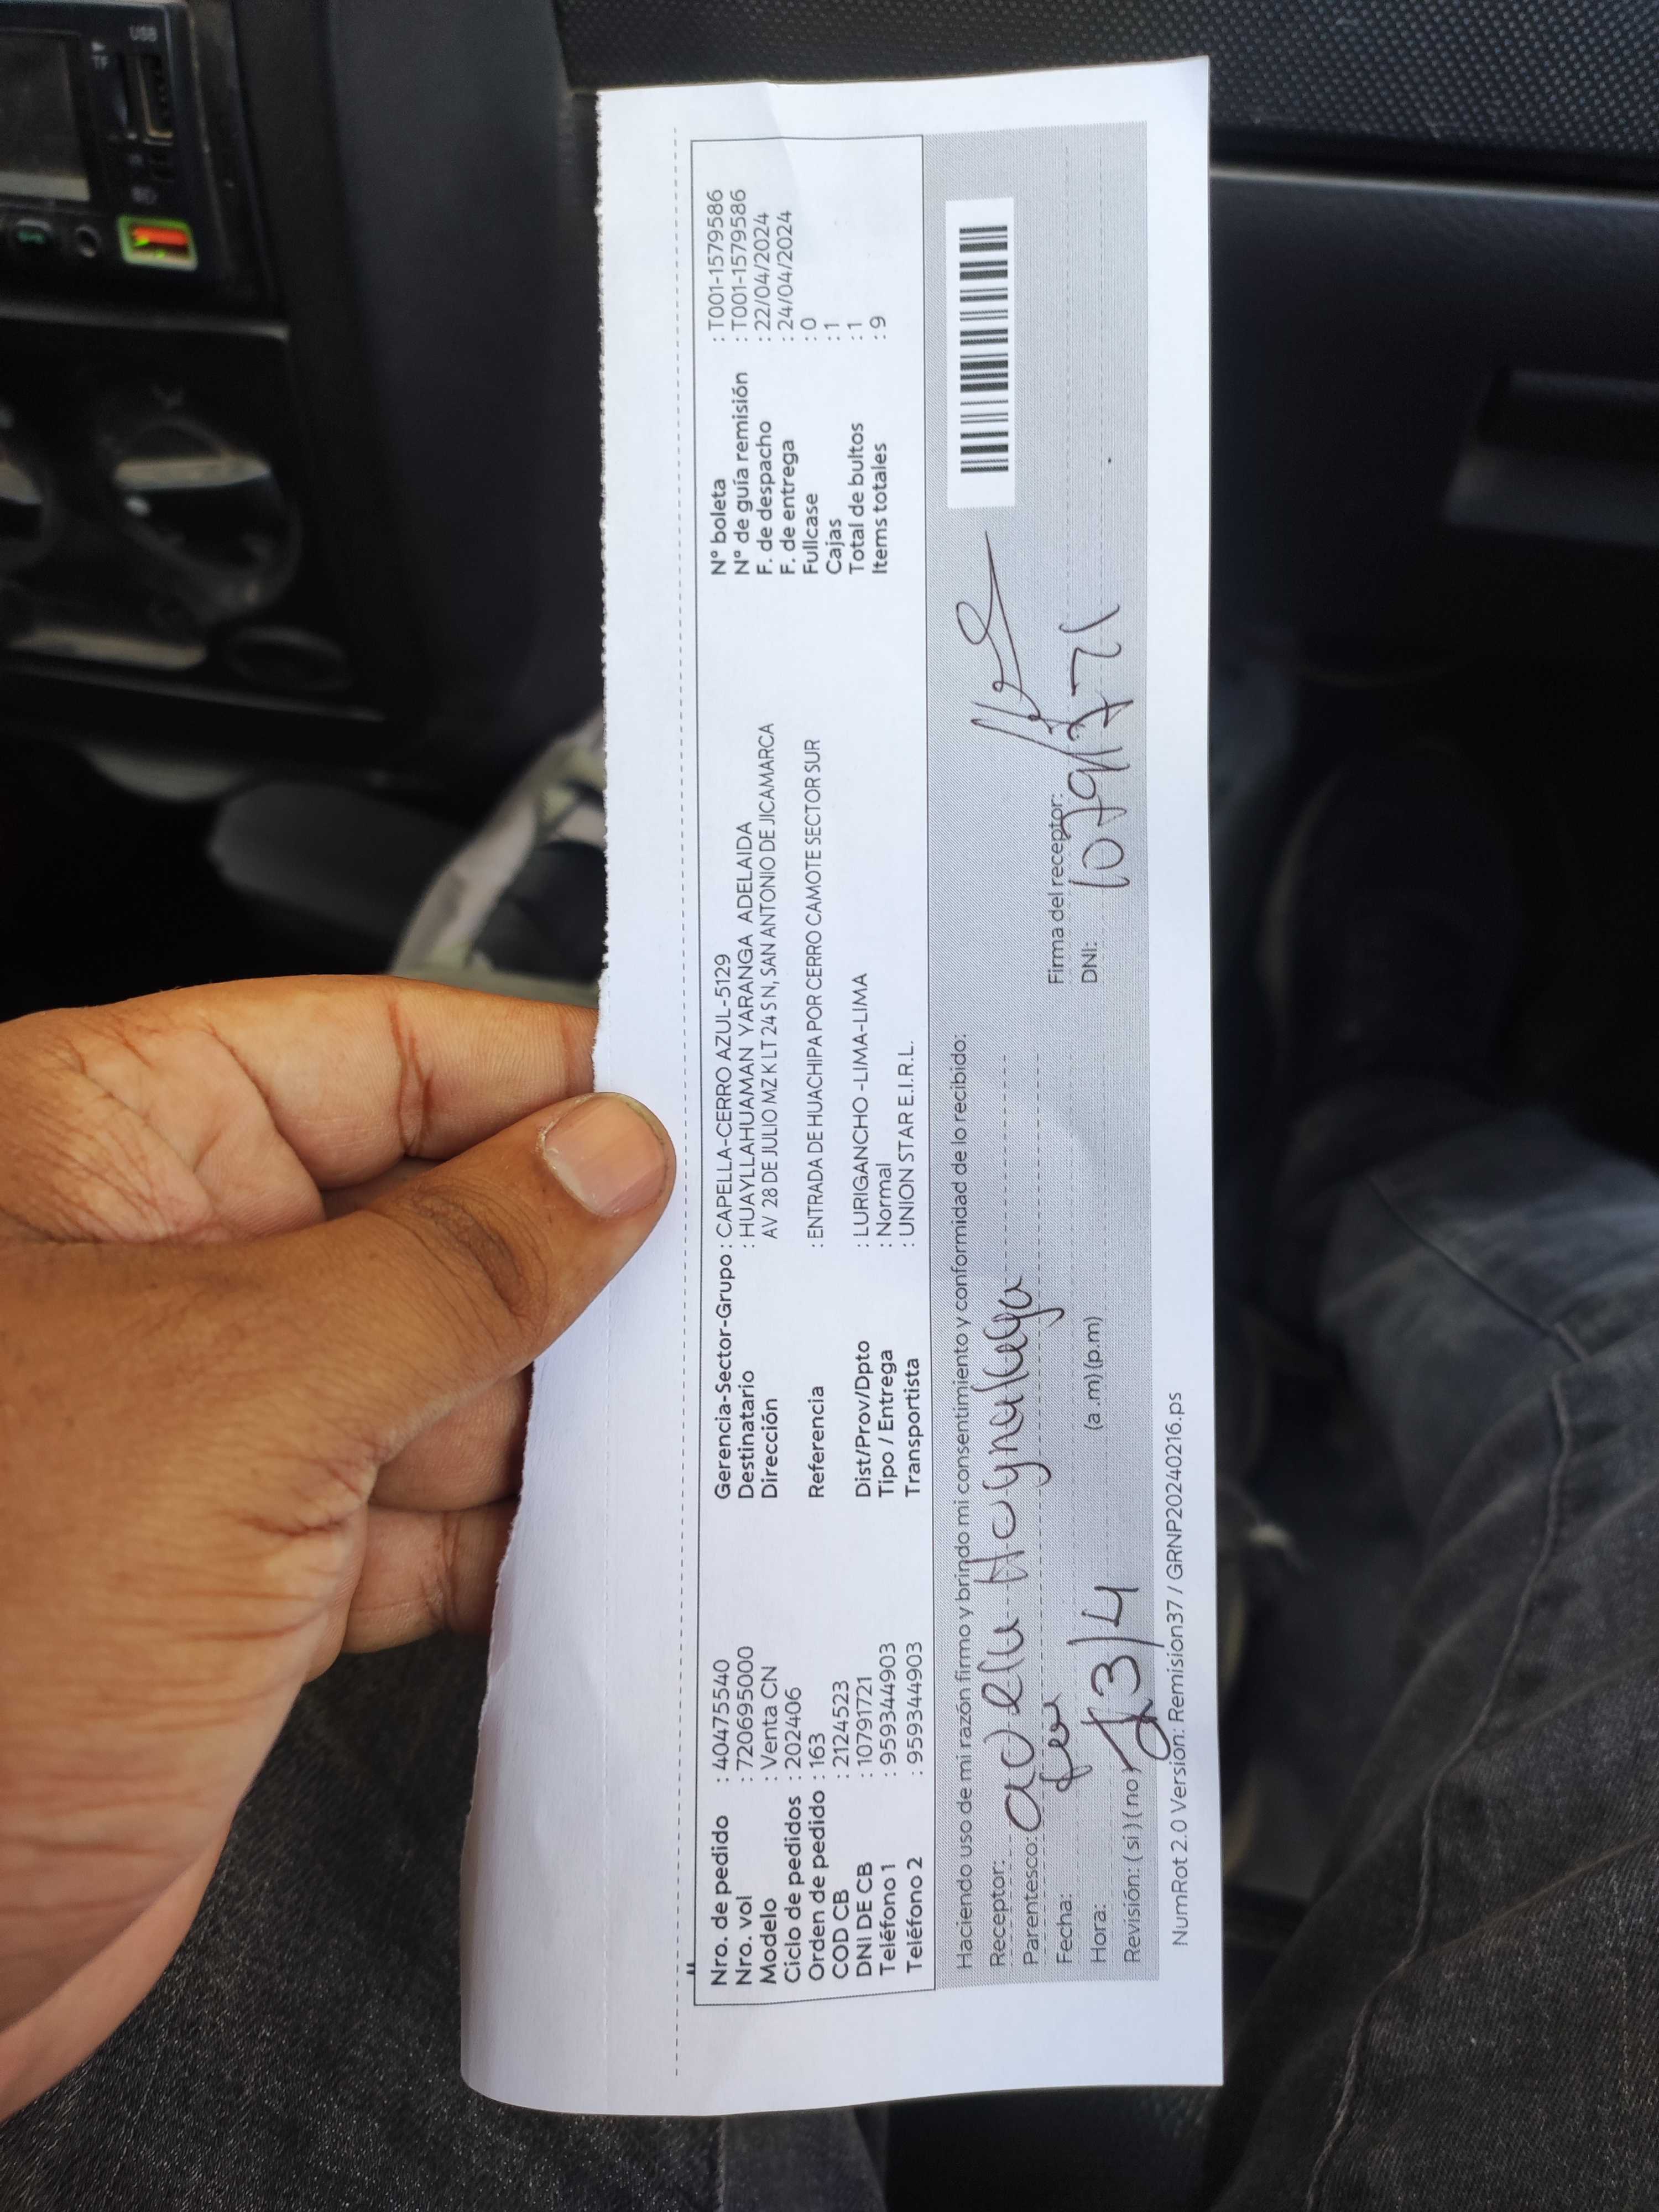 Nro. de pedido : 40475540
Nro. vol : 720695000
Modelo : Venta CN
Ciclo de pedidos : 202406
Orden de pedido : 163
COD CB : 2124523
DNI DE CB : 10791721
Teléfono 1 : 959344903
Teléfono 2 : 959344903
Gerencia-Sector-Grupo : CAPELLA-CERRO AZUL-5129
Destinatario : HUAYLLAHUAMAN YARANGA ADELAIDA
Dirección AV 28 DE JULIO MZ K LT 24 S N, SAN ANTONIO DE JICAMARCA
Referencia : ENTRADA DE HUACHIPA POR CERRO CAMOTE SECTOR SUR
Dist/Prov/Dpto : LURIGANCHO -LIMA-LIMA
Tipo / Entrega : Normal
Transportista : UNION STAR E.I.R.L.
N° boleta : T001-1579586
N° de guía remisión : T001-1579586
F. de despacho : 22/04/2024
F. de entrega : 24/04/2024
Fullcase : 0
Cajas : 1
Total de bultos : 1
Items totales : 9
Haciendo uso de mi razón firmo y brindo mi consentimiento y conformidad de lo recibido:
Receptor:
Parentesco:
Fecha:
Hora: 23/4 (a .m) (p.m)
Revisión: ( si ) ( no )
Firma del receptor:
DNI:
NumRot 2.0 Version: Remision37 / GRNP20240216.ps
USB
TF